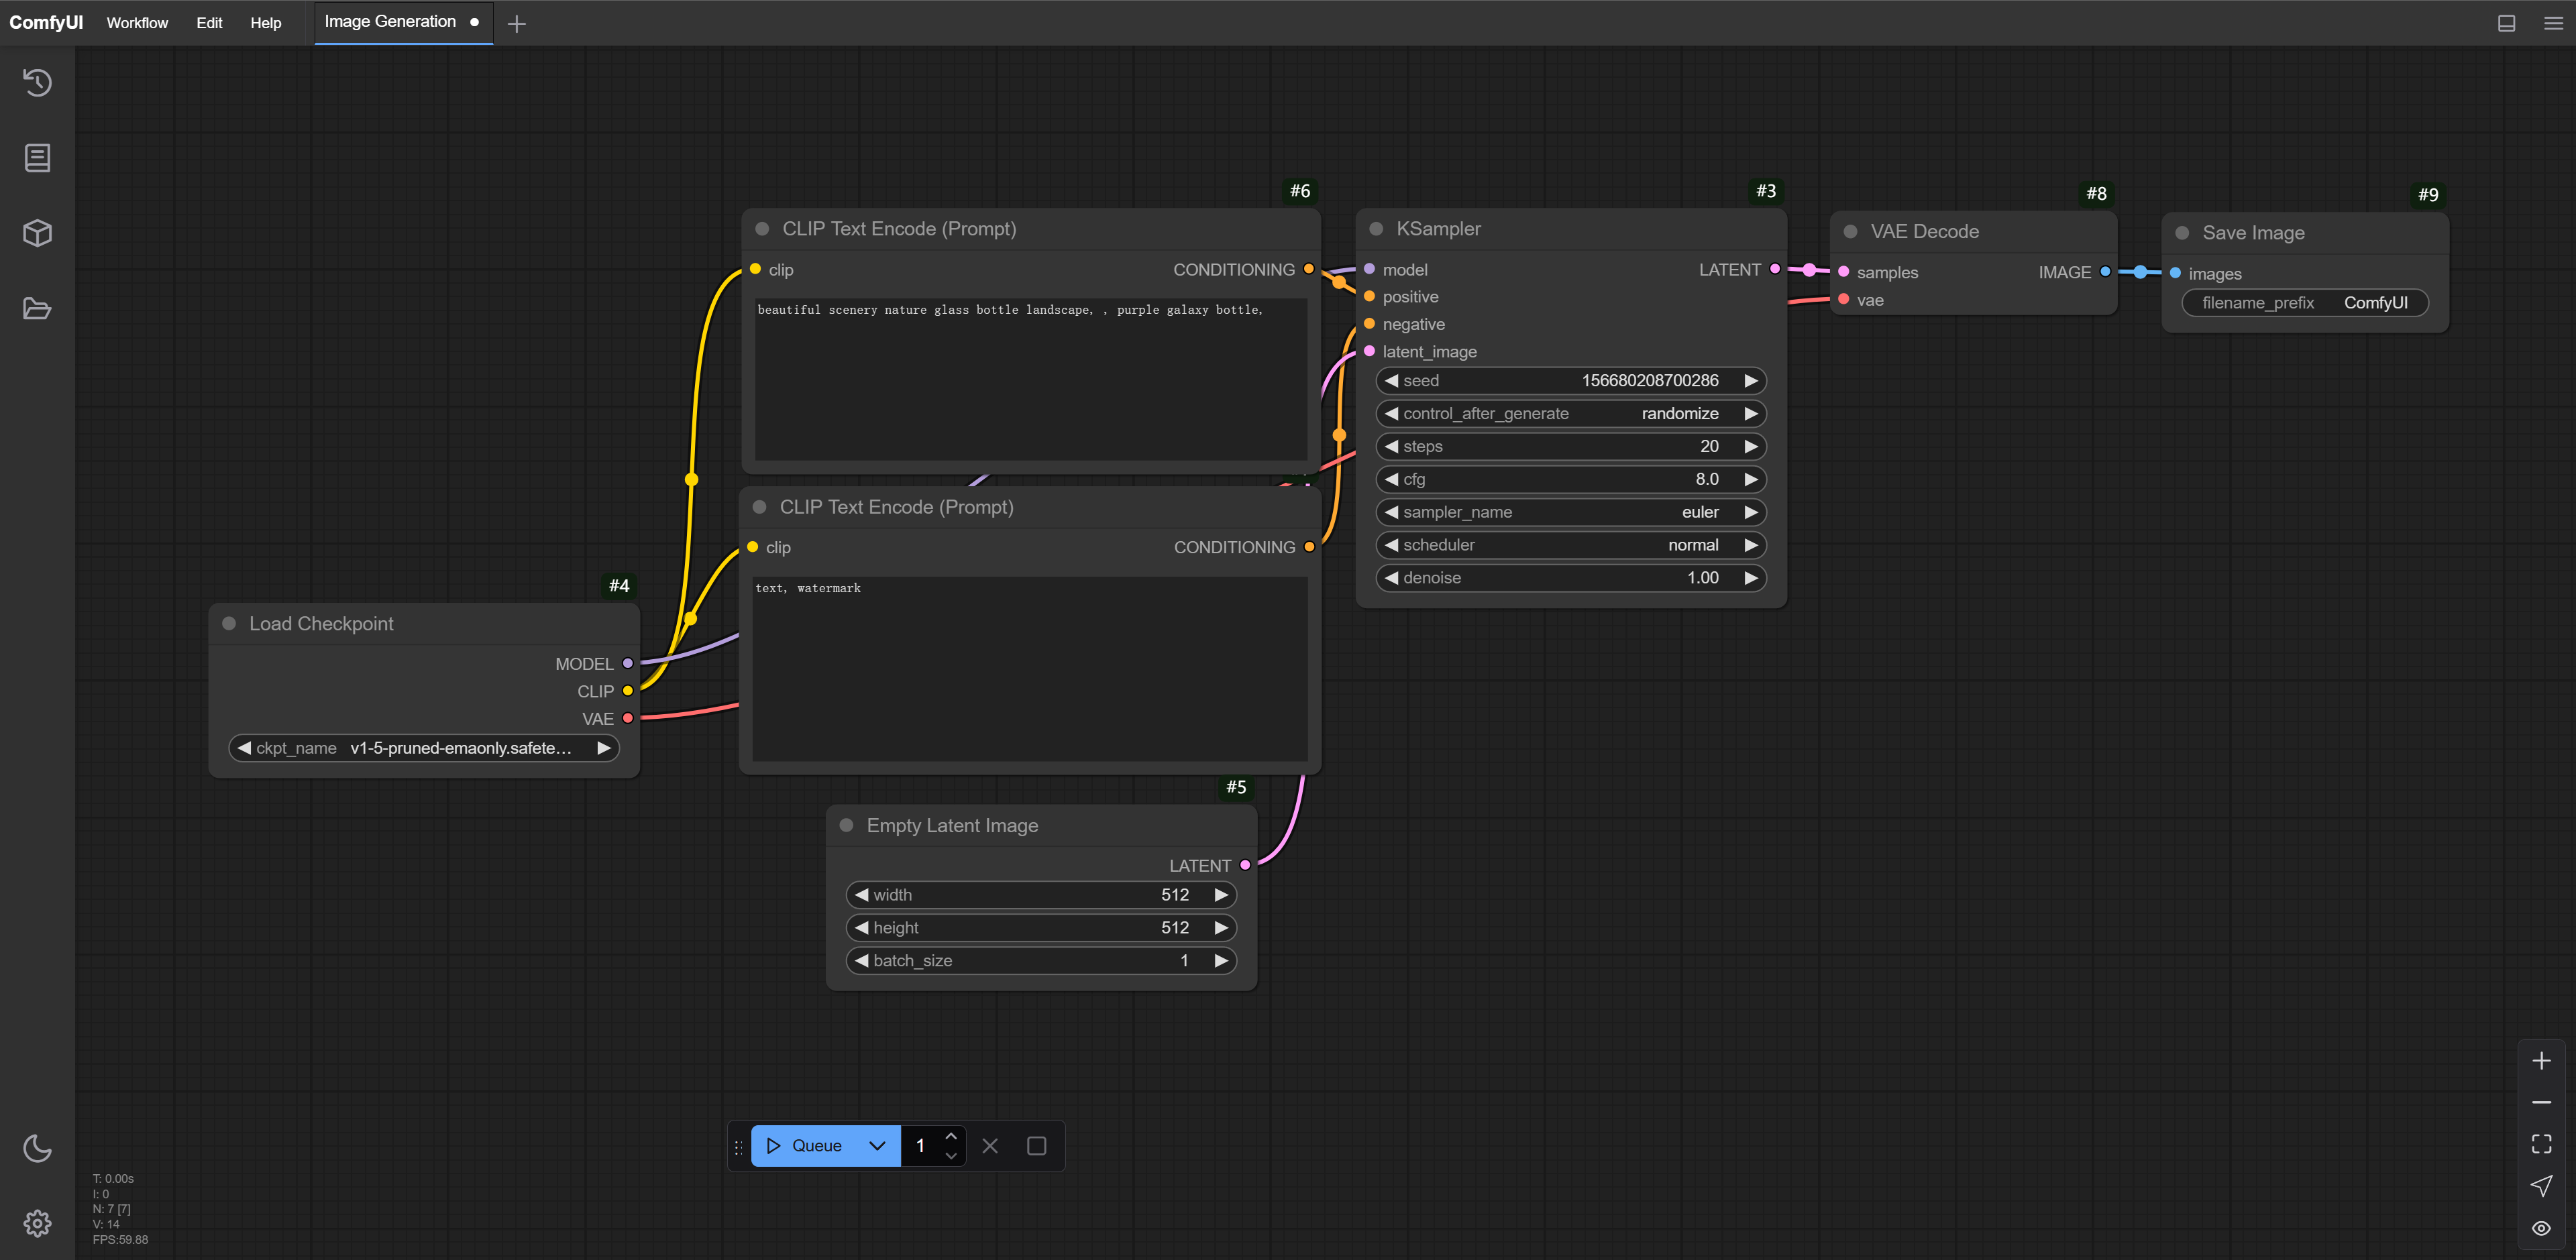 ComfyUI Workflow Edit Help Image Generation
#6
CLIP Text Encode (Prompt)
clip CONDITIONING
beautiful scenery nature glass bottle landscape, , purple galaxy bottle,
#3
KSampler
model LATENT
positive
negative
latent_image
seed 156680208700286
control_after_generate randomize
steps 20
cfg 8.0
sampler_name euler
scheduler normal
denoise 1.00
#8
VAE Decode
samples IMAGE
vae
#9
Save Image
images
filename_prefix ComfyUI
CLIP Text Encode (Prompt)
clip CONDITIONING
text, watermark
#4
Load Checkpoint
MODEL
CLIP
VAE
ckpt_name v1-5-pruned-emaonly.safete...
#5
Empty Latent Image
LATENT
width 512
height 512
batch_size 1
Queue 1
T: 0.00s
I: 0
N: 7 [7]
V: 14
FPS:59.88